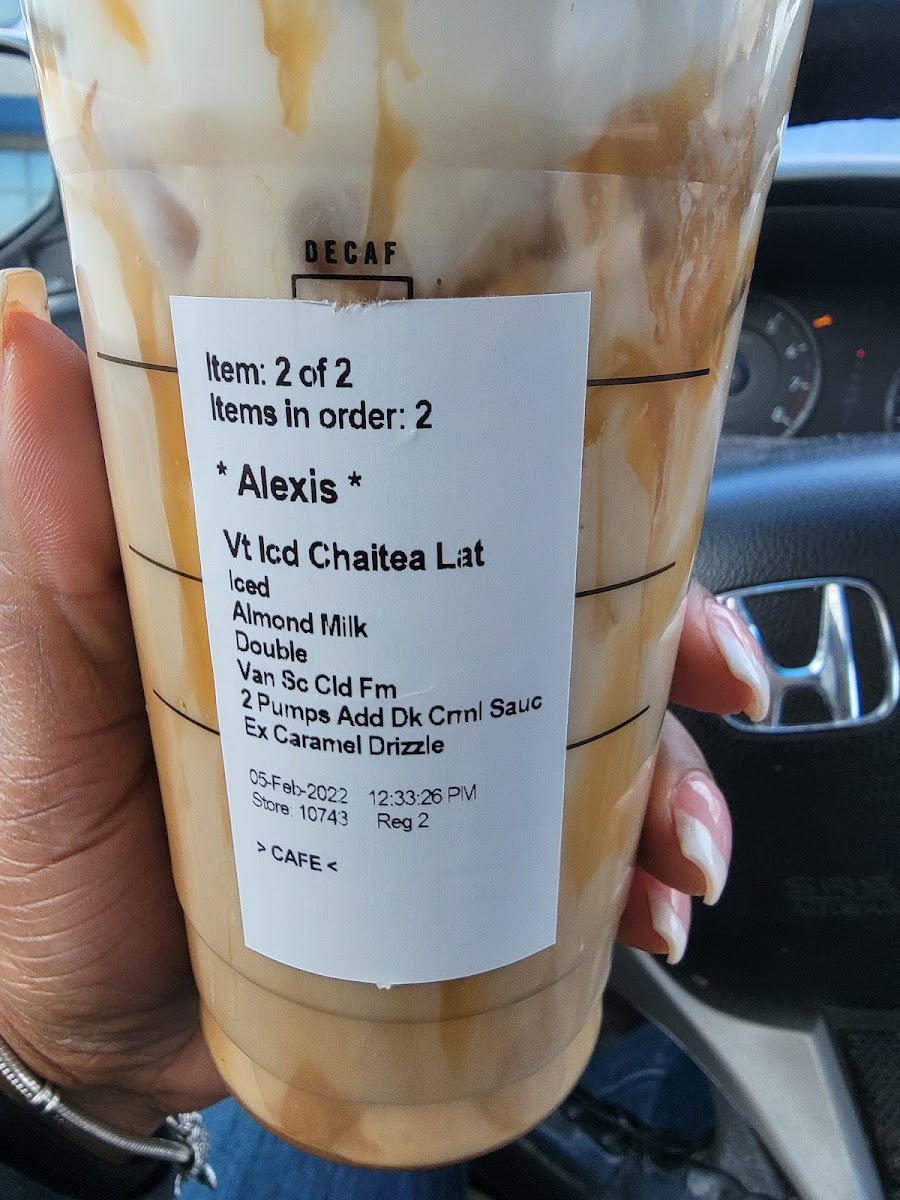 DECAF
Item: 2 of 2
Items in order: 2
* Alexis *
Vt Icd Chaitea Lat
Iced
Almond Milk
Double
Van Sc Cld Fm
2 Pumps Add Dk Crml Sauc
Ex Caramel Drizzle
05-Feb-2022 12:33:26 PM
Store: 10743 Reg 2
> CAFE <